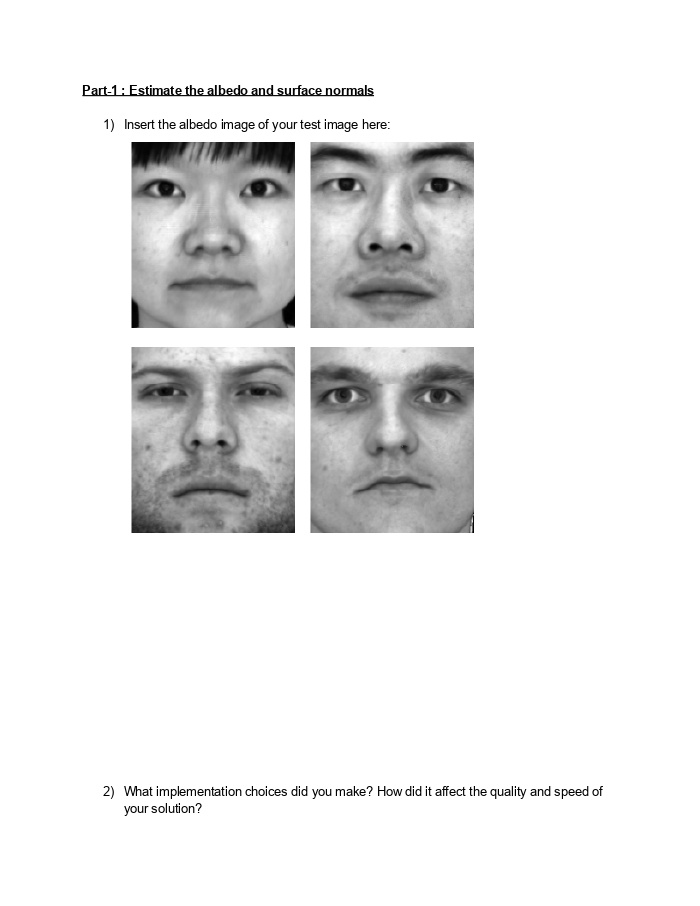 Part-1 : Estimate the albedo and surface normals
1) Insert the albedo image of your test image here:
2) What implementation choices did you make? How did it affect the quality and speed of
your solution?